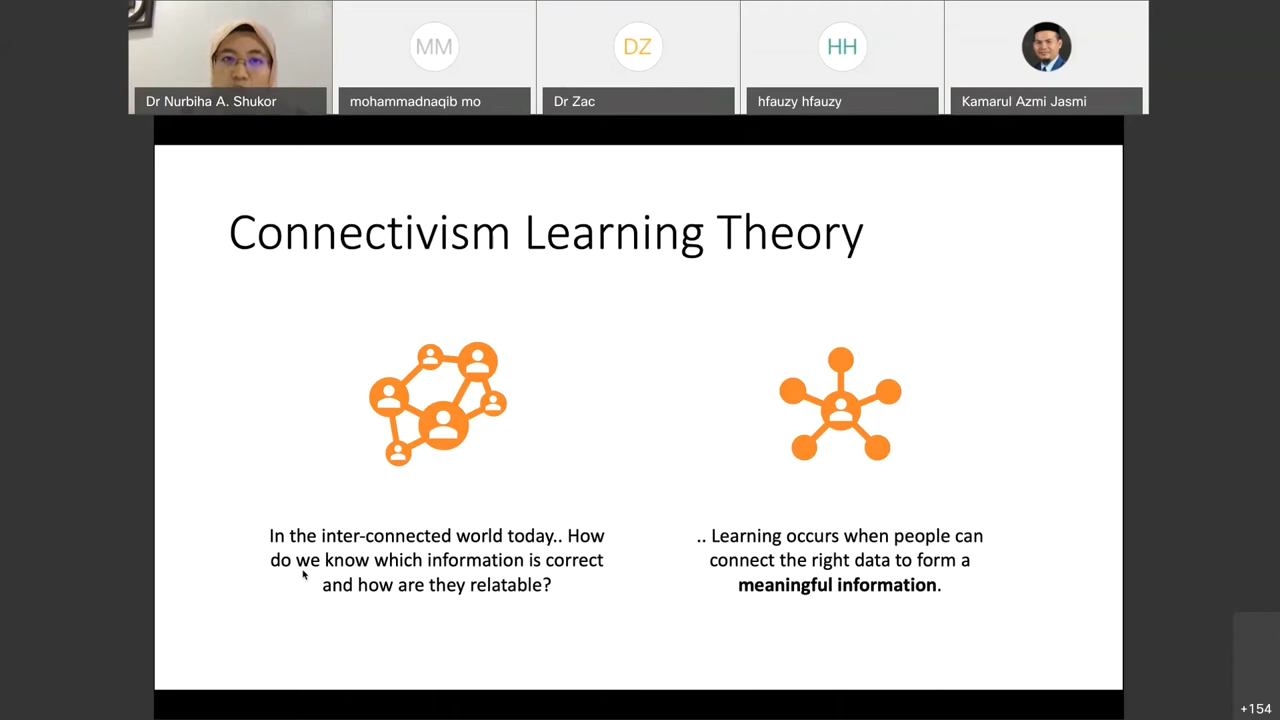 MM
DZ
HH
Dr Nurbiha A. Shukor
mohammadnaqib mo
Dr Zac
hfauzy hfauzy
Kamarul Azmi Jasmi
Connectivism Learning Theory
In the inter-connected world today.. How
do we know which information is correct
and how are they relatable?
.. Learning occurs when people can
connect the right data to form a
meaningful information.
+154